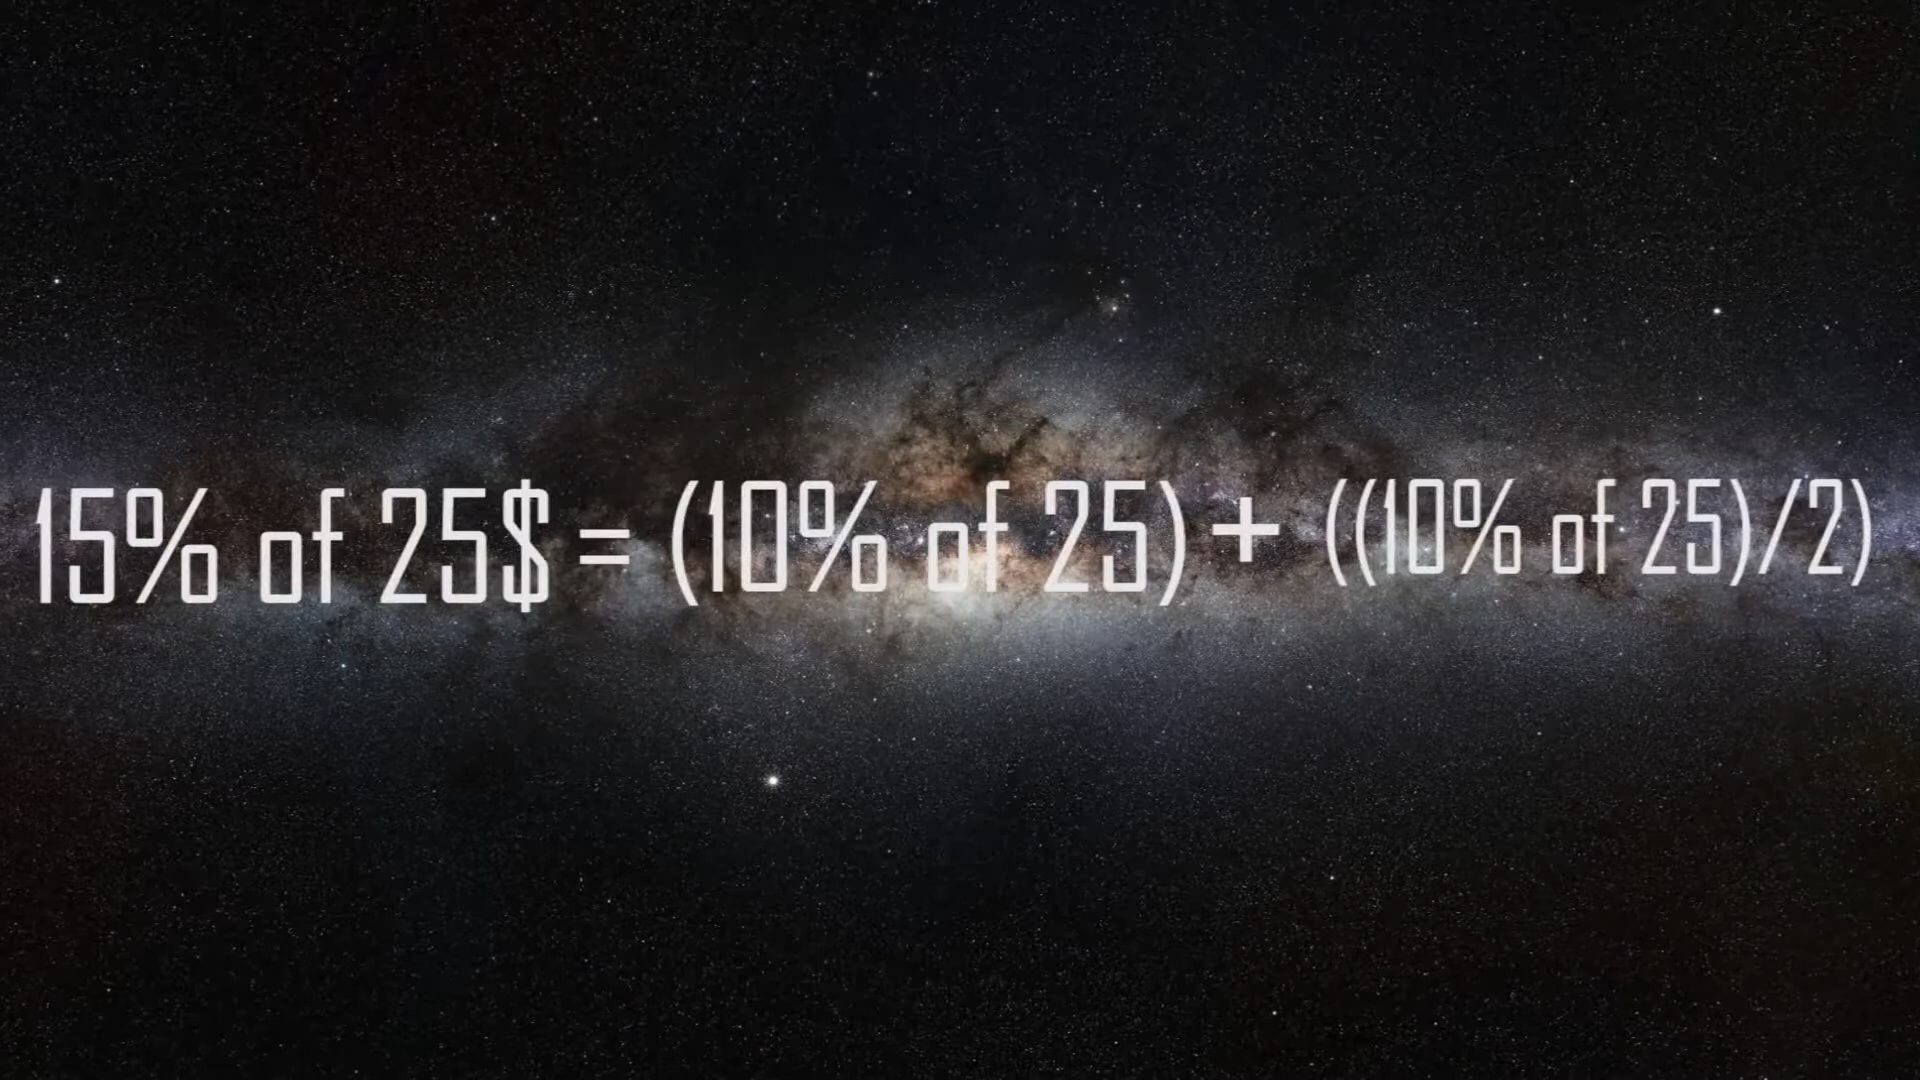 15% of 25$ = (10% of 25) + ((10% of 25)/2)